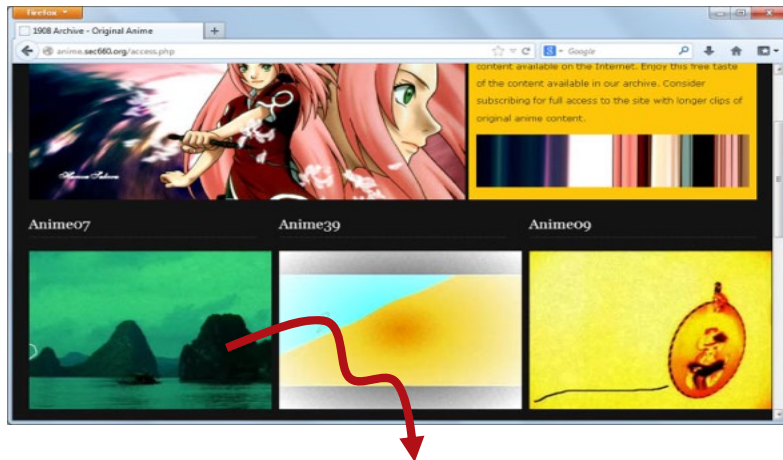 Firefox
1908 Archive - Original Anime
anime.sec660.org/access.php
Google
content available on the Internet. Enjoy this free taste
of the content available in our archive. Consider
subscribing for full access to the site with longer clips of
original anime content.
Anime07
Anime39
Anime09